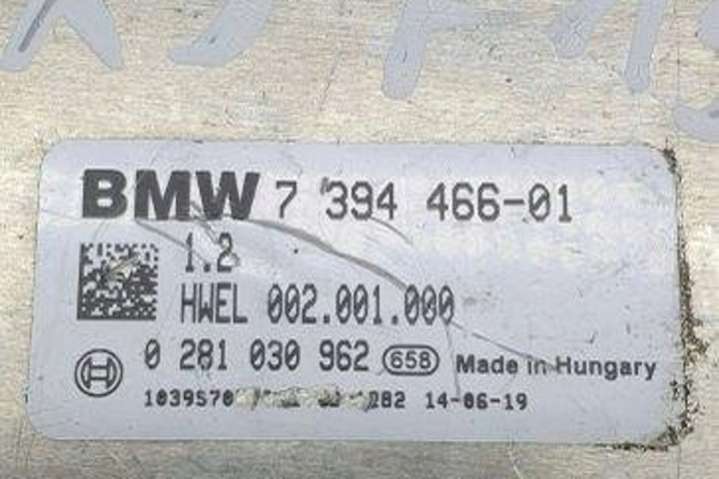 BMW 7 394 466-01
1.2
HWEL 002.001.000
0 281 030 962 658 Made in Hungary
14-06-19